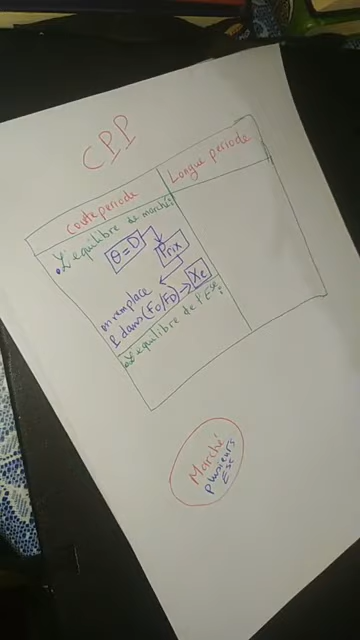 CPP
Courte période
Longue période
• L'équilibre de marché
O = D
Prix
on remplace
P dans (Fo/FD) → Xe
• L'équilibre de l'Ese:
Marché
plusieurs
Ese